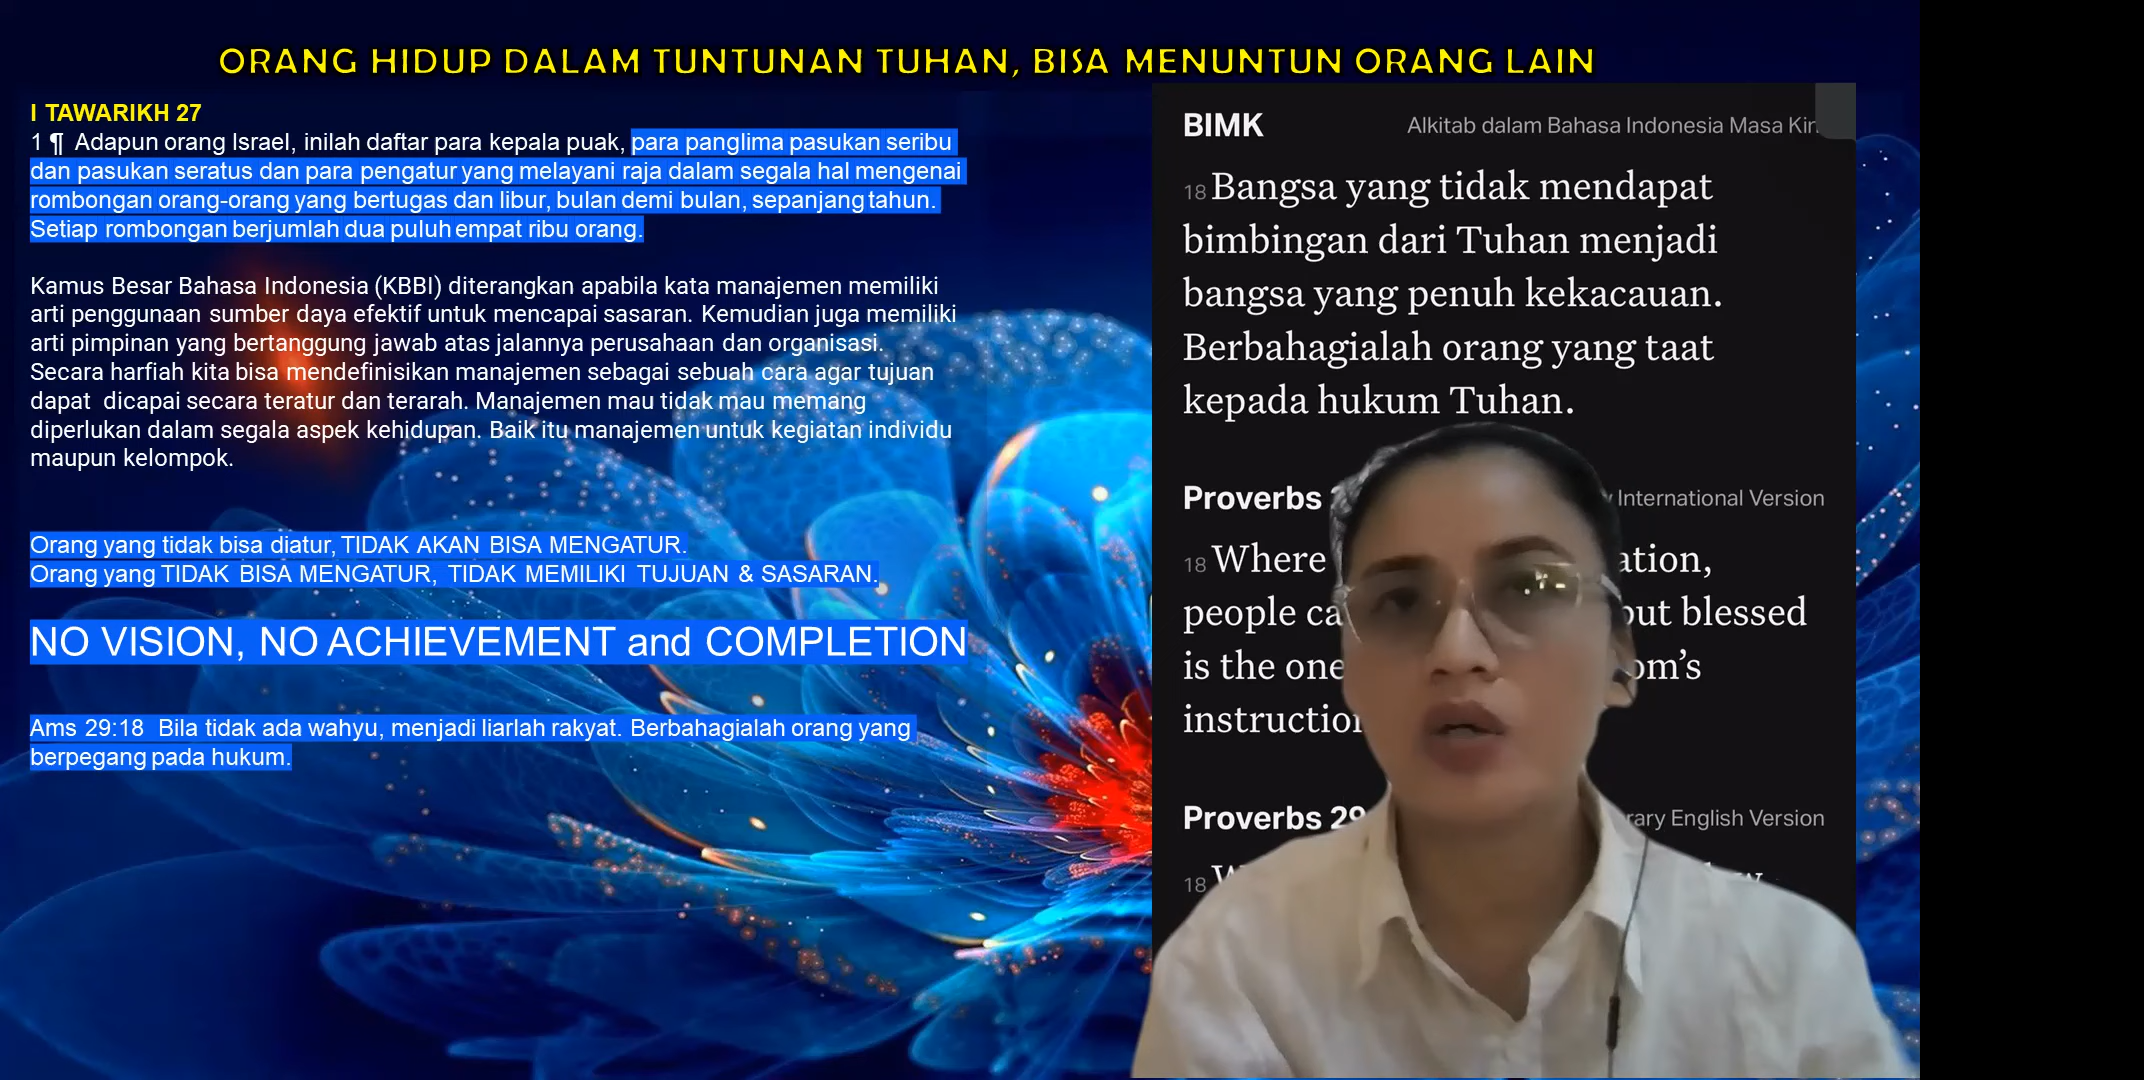 ORANG HIDUP DALAM TUNTUNAN TUHAN, BISA MENUNTUN ORANG LAIN
I TAWARIKH 27
1 ¶ Adapun orang Israel, inilah daftar para kepala puak, para panglima pasukan seribu
dan pasukan seratus dan para pengatur yang melayani raja dalam segala hal mengenai
rombongan orang-orang yang bertugas dan libur, bulan demi bulan, sepanjang tahun.
Setiap rombongan berjumlah dua puluh empat ribu orang.
Kamus Besar Bahasa Indonesia (KBBI) diterangkan apabila kata manajemen memiliki
arti penggunaan sumber daya efektif untuk mencapai sasaran. Kemudian juga memiliki
arti pimpinan yang bertanggung jawab atas jalannya perusahaan dan organisasi.
Secara harfiah kita bisa mendefinisikan manajemen sebagai sebuah cara agar tujuan
dapat dicapai secara teratur dan terarah. Manajemen mau tidak mau memang
diperlukan dalam segala aspek kehidupan. Baik itu manajemen untuk kegiatan individu
maupun kelompok.
Orang yang tidak bisa diatur, TIDAK AKAN BISA MENGATUR.
Orang yang TIDAK BISA MENGATUR, TIDAK MEMILIKI TUJUAN & SASARAN.
NO VISION, NO ACHIEVEMENT and COMPLETION
Ams 29:18 Bila tidak ada wahyu, menjadi liarlah rakyat. Berbahagialah orang yang
berpegang pada hukum.
BIMK Alkitab dalam Bahasa Indonesia Masa
18 Bangsa yang tidak mendapat
bimbingan dari Tuhan menjadi
bangsa yang penuh kekacauan.
Berbahagialah orang yang taat
kepada hukum Tuhan.
Proverbs International Version
18 Where
people but blessed
is the one
Proverbs 29 English Version
18